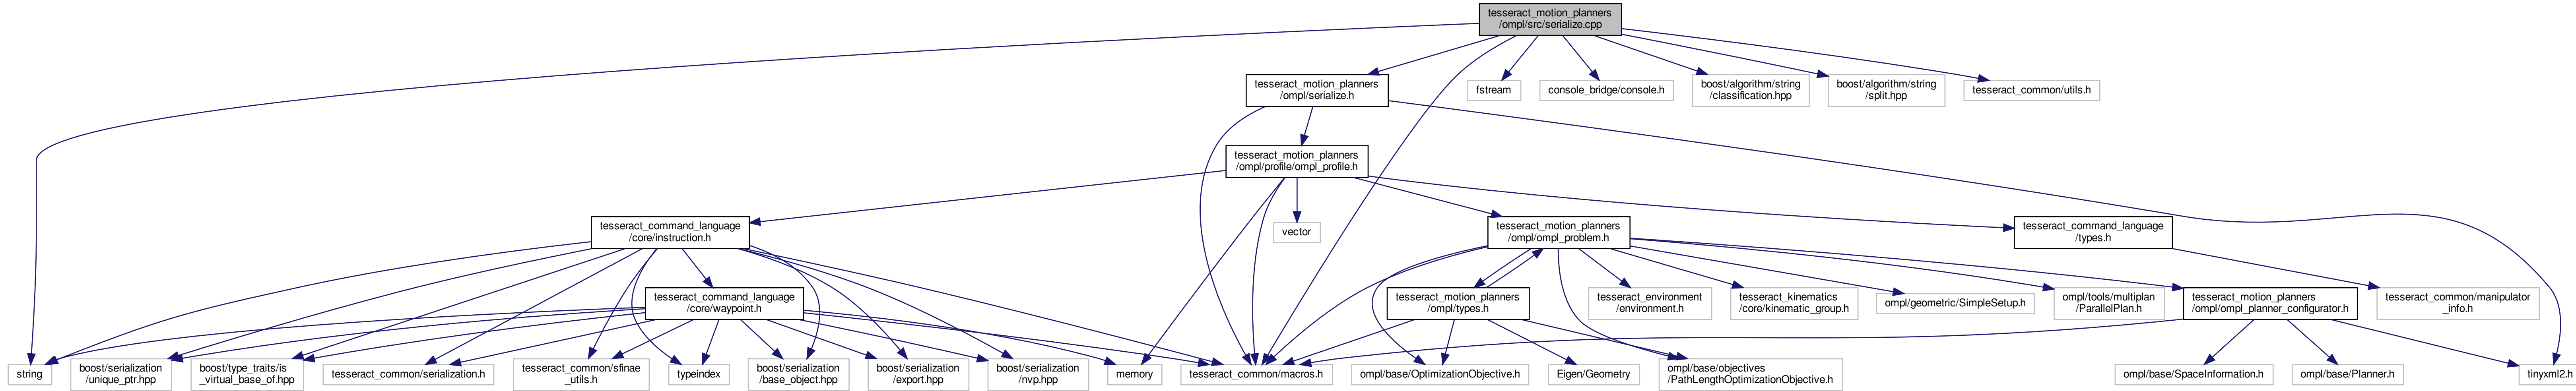 tesseract_motion_planners
/ompl/src/serialize.cpp
tesseract_motion_planners
/ompl/serialize.h
fstream
console_bridge/console.h
boost/algorithm/string
/classification.hpp
boost/algorithm/string
/split.hpp
tesseract_common/utils.h
tesseract_motion_planners
/ompl/profile/ompl_profile.h
tesseract_command_language
/core/instruction.h
vector
tesseract_motion_planners
/ompl/ompl_problem.h
tesseract_command_language
/types.h
tesseract_command_language
/core/waypoint.h
tesseract_motion_planners
/ompl/types.h
tesseract_environment
/environment.h
tesseract_kinematics
/core/kinematic_group.h
ompl/geometric/SimpleSetup.h
ompl/tools/multiplan
/ParallelPlan.h
tesseract_motion_planners
/ompl/ompl_planner_configurator.h
tesseract_common/manipulator
_info.h
string
boost/serialization
/unique_ptr.hpp
boost/type_traits/is
_virtual_base_of.hpp
tesseract_common/serialization.h
tesseract_common/sfinae
_utils.h
typeindex
boost/serialization
/base_object.hpp
boost/serialization
/export.hpp
boost/serialization
/nvp.hpp
memory
tesseract_common/macros.h
ompl/base/OptimizationObjective.h
Eigen/Geometry
ompl/base/objectives
/PathLengthOptimizationObjective.h
ompl/base/SpaceInformation.h
ompl/base/Planner.h
tinyxml2.h